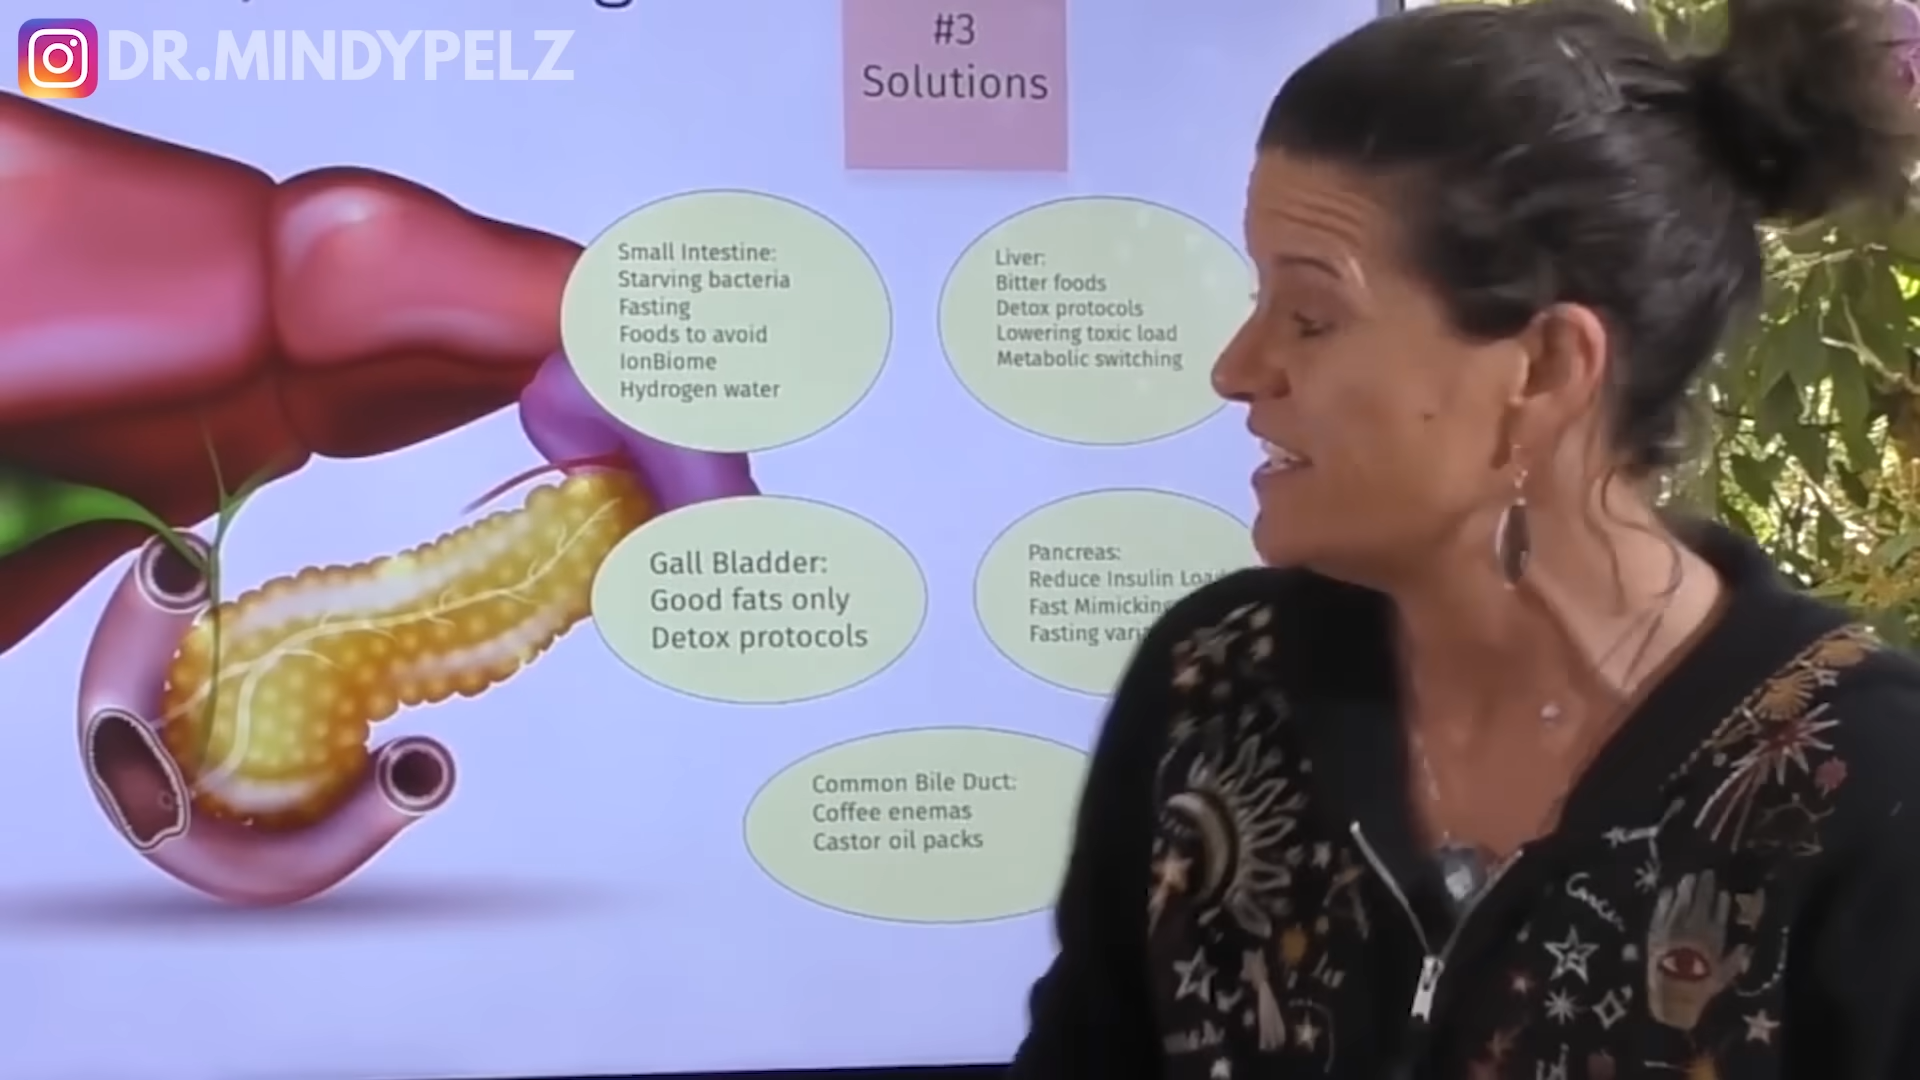 DR.MINDYPELZ
#3
Solutions
Small Intestine:
Starving bacteria
Fasting
Foods to avoid
IonBiome
Hydrogen water
Liver:
Bitter foods
Detox protocols
Lowering toxic load
Metabolic switching
Gall Bladder:
Good fats only
Detox protocols
Pancreas:
Reduce Insulin
Fast Mimicking
Fasting
Common Bile Duct:
Coffee enemas
Castor oil packs